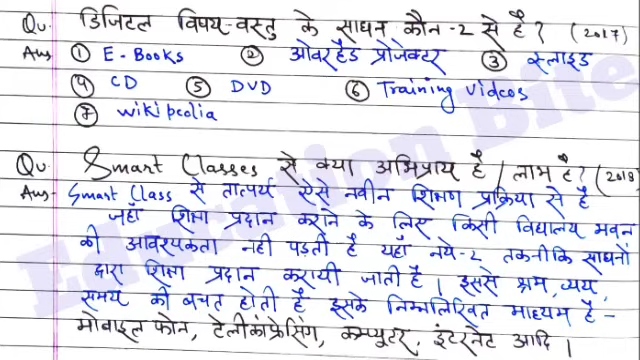 Qu. डिजिटल विषय-वस्तु के साधन कौन-2 से है? (2017)
Ans ① E-Books ② ओवरहैड प्रोजेक्टर ③ स्लाइड
④ CD ⑤ DVD ⑥ Training videos
⑦ Wikipedia
Qu. Smart Classes से क्या अभिप्राय है / लाभ है? (2018)
Ans- Smart Class से तात्पर्य ऐसे नवीन शिक्षण प्रक्रिया से है
जहाँ शिक्षा प्रदान कराने के लिए किसी विद्यालय भवन
की आवश्यकता नही पड़ती है यहाँ नये-2 तकनीकि साधनों
द्वारा शिक्षा प्रदान करायी जाती है। इससे श्रम, व्यय,
समय की बचत होती है इसके निम्नलिखित माध्यम है-
मोबाइल फोन, टेलीकांफ्रेसिंग, कम्प्युटर, इंटरनेट आदि।
Education Bite